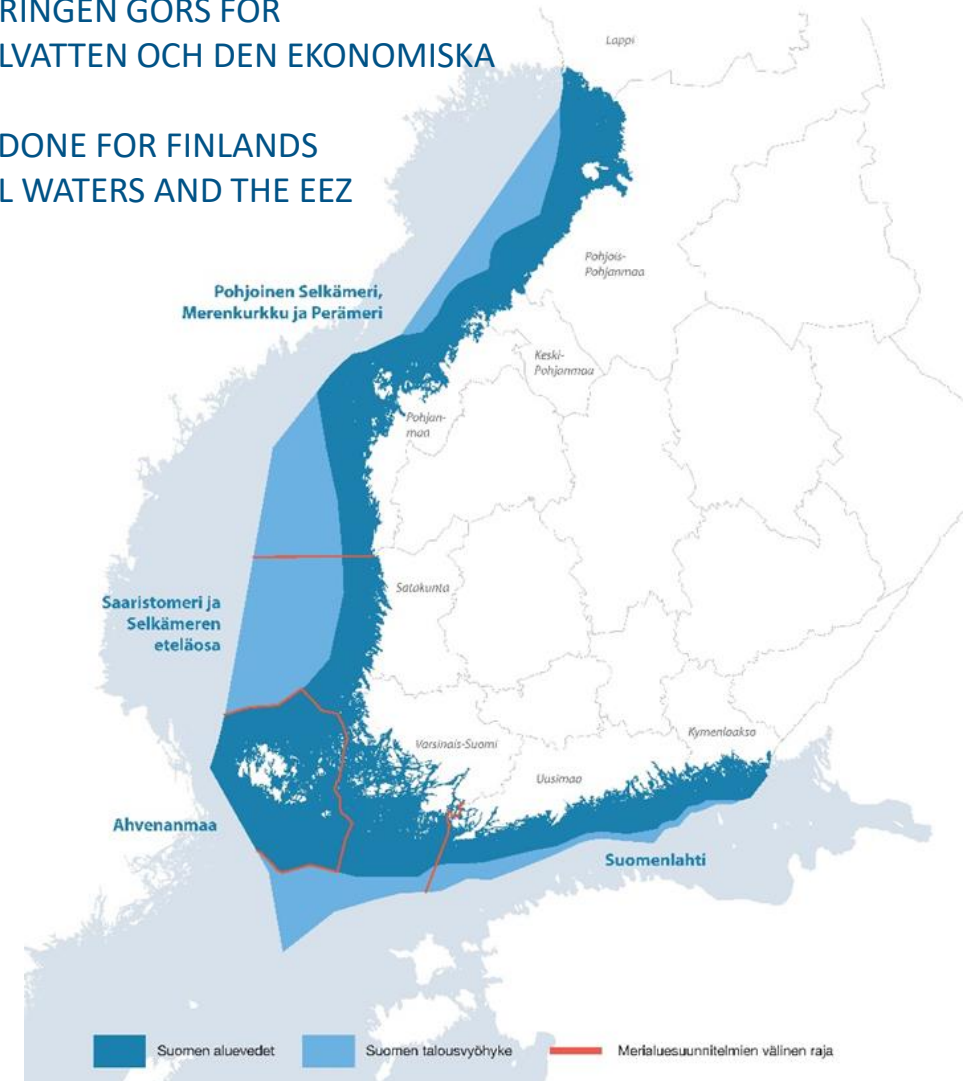 RINGEN GÖRS FÖR
LVATTEN OCH DEN EKONOMISKA
DONE FOR FINLANDS
L WATERS AND THE EEZ
Lappi
Pohjois-
Pohjanmaa
Pohjoinen Selkämeri,
Merenkurkku ja Perämeri
Keski-
Pohjanmaa
Pohjan-
maa
Satakunta
Saaristomeri ja
Selkämeren
eteläosa
Kymenlaakso
Varsinais-Suomi
Uusimaa
Ahvenanmaa
Suomenlahti
Suomen aluevedet
Suomen talousvyöhyke
Merialuesuunnitelmien välinen raja